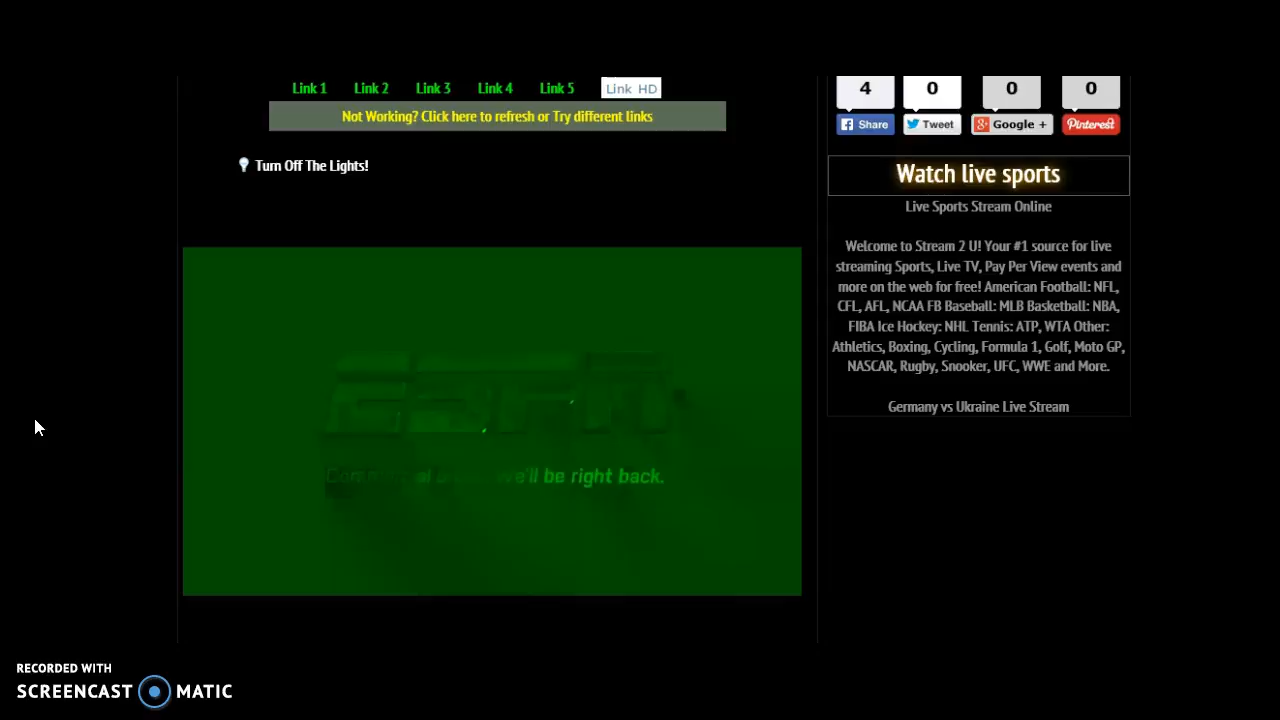 Link 1 Link 2 Link 3 Link 4 Link 5 Link HD
Not Working? Click here to refresh or Try different links
Turn Off The Lights!
we'll be right back.
4 0 0 0
Share Tweet Google + Pinterest
Watch live sports
Live Sports Stream Online
Welcome to Stream 2 U! Your #1 source for live
streaming Sports, Live TV, Pay Per View events and
more on the web for free! American Football: NFL,
CFL, AFL, NCAA FB Baseball: MLB Basketball: NBA,
FIBA Ice Hockey: NHL Tennis: ATP, WTA Other:
Athletics, Boxing, Cycling, Formula 1, Golf, Moto GP,
NASCAR, Rugby, Snooker, UFC, WWE and More.
Germany vs Ukraine Live Stream
RECORDED WITH
SCREENCAST MATIC